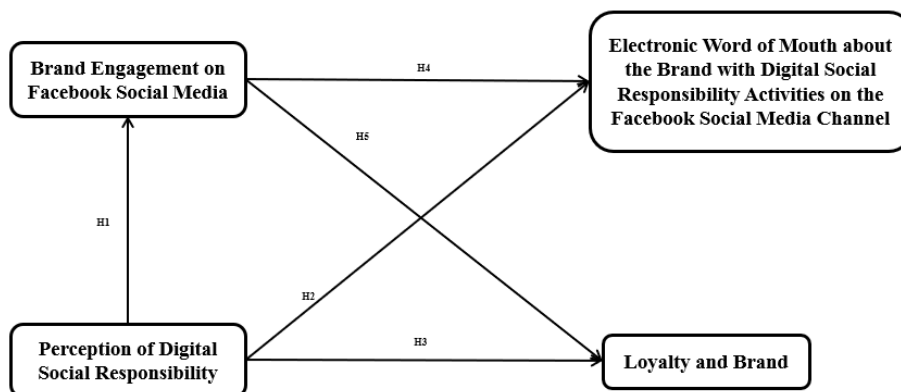 Brand Engagement on
Facebook Social Media
H4
Electronic Word of Mouth about
the Brand with Digital Social
Responsibility Activities on the
Facebook Social Media Channel
H5
H1
H2
Perception of Digital
Social Responsibility
H3
Loyalty and Brand